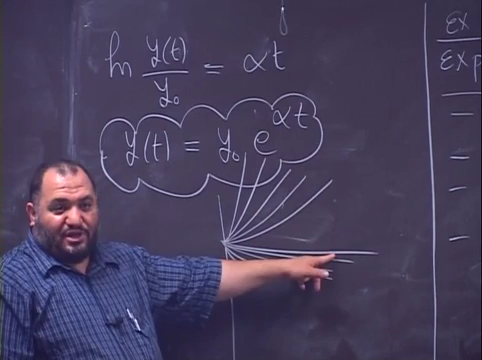 ln y(t)/y₀ = αt
y(t) = y₀ e^αt
EX
EXP